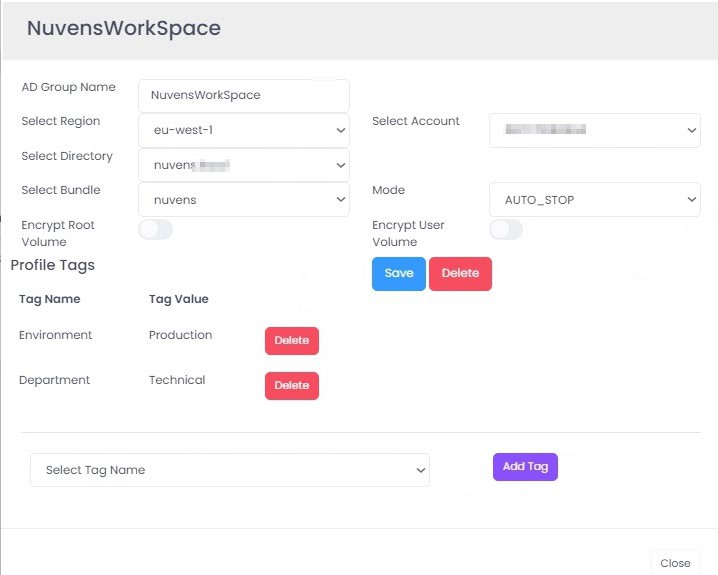 NuvensWorkSpace
AD Group Name
NuvensWorkSpace
Select Region
eu-west-1
Select Account
Select Directory
nuvens
Select Bundle
nuvens
Mode
AUTO_STOP
Encrypt Root
Volume
Encrypt User
Volume
Profile Tags
Save
Delete
Tag Name
Tag Value
Environment
Production
Delete
Department
Technical
Delete
Select Tag Name
Add Tag
Close